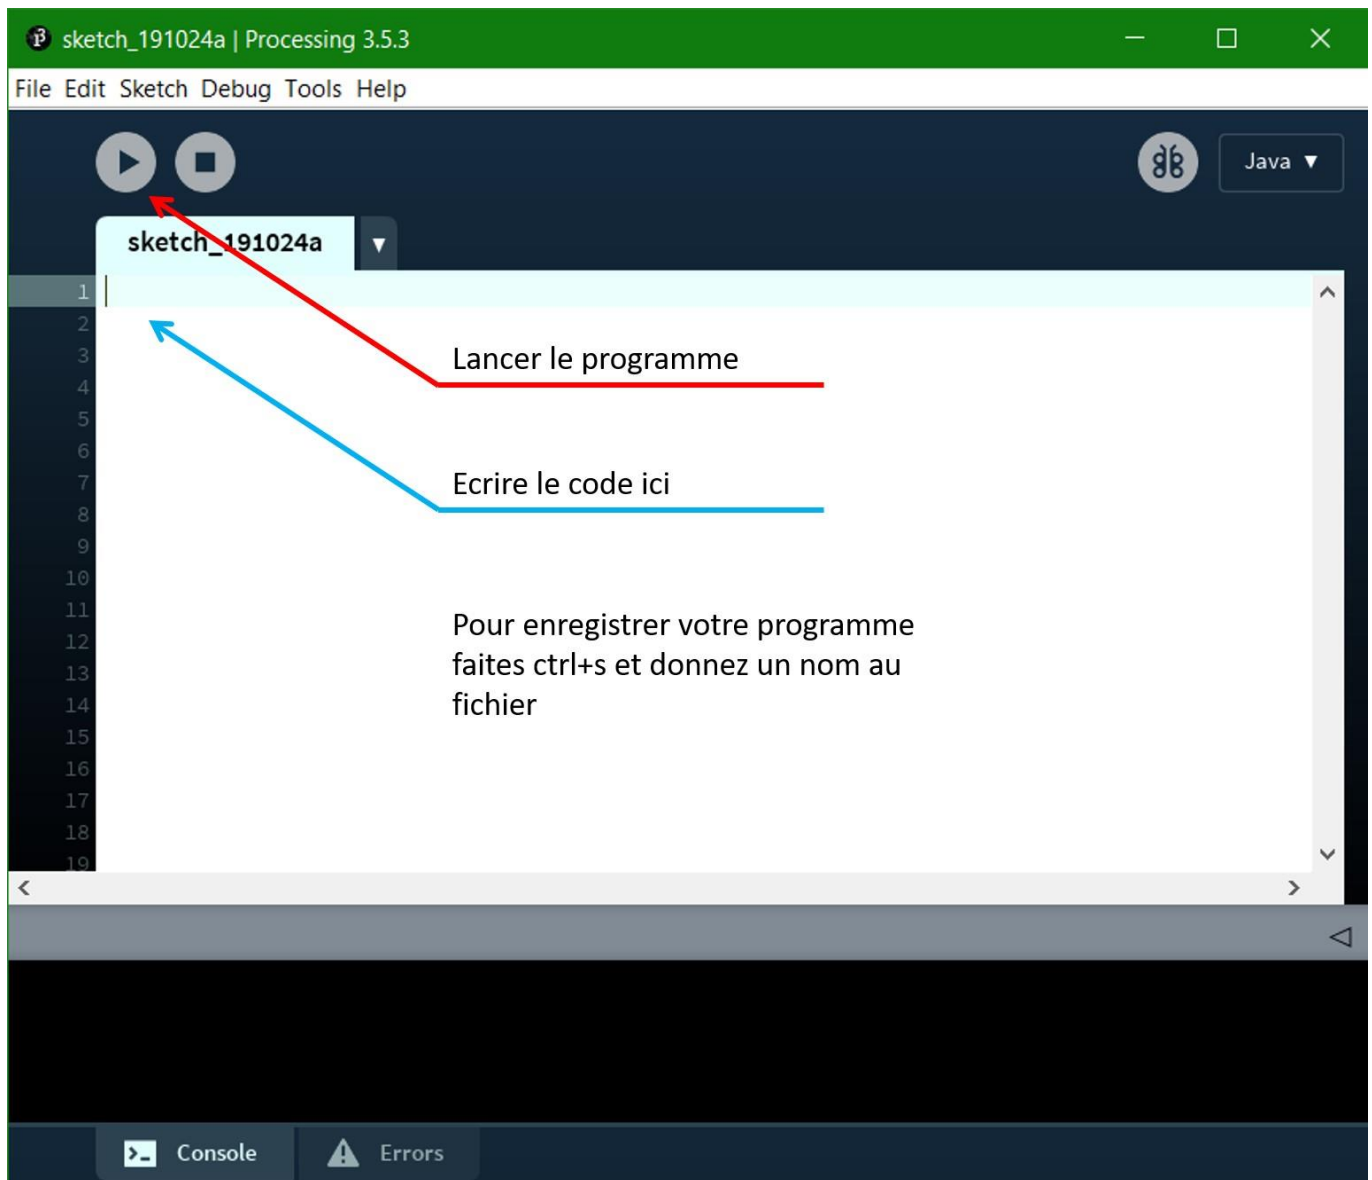 sketch_191024a | Processing 3.5.3
File Edit Sketch Debug Tools Help
Java ▼
sketch_191024a ▼
1
2
3
4
5
6
7
8
9
10
11
12
13
14
15
16
17
18
19
Lancer le programme
Ecrire le code ici
Pour enregistrer votre programme
faites ctrl+s et donnez un nom au
fichier
Console
Errors